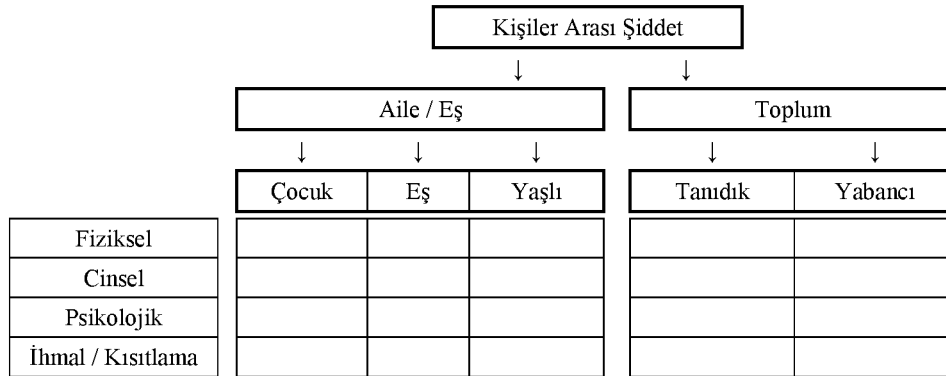 Kişiler Arası Şiddet
↓ ↓
Aile / Eş Toplum
↓ ↓ ↓ ↓ ↓
Çocuk Eş Yaşlı Tanıdık Yabancı
Fiziksel
Cinsel
Psikolojik
İhmal / Kısıtlama